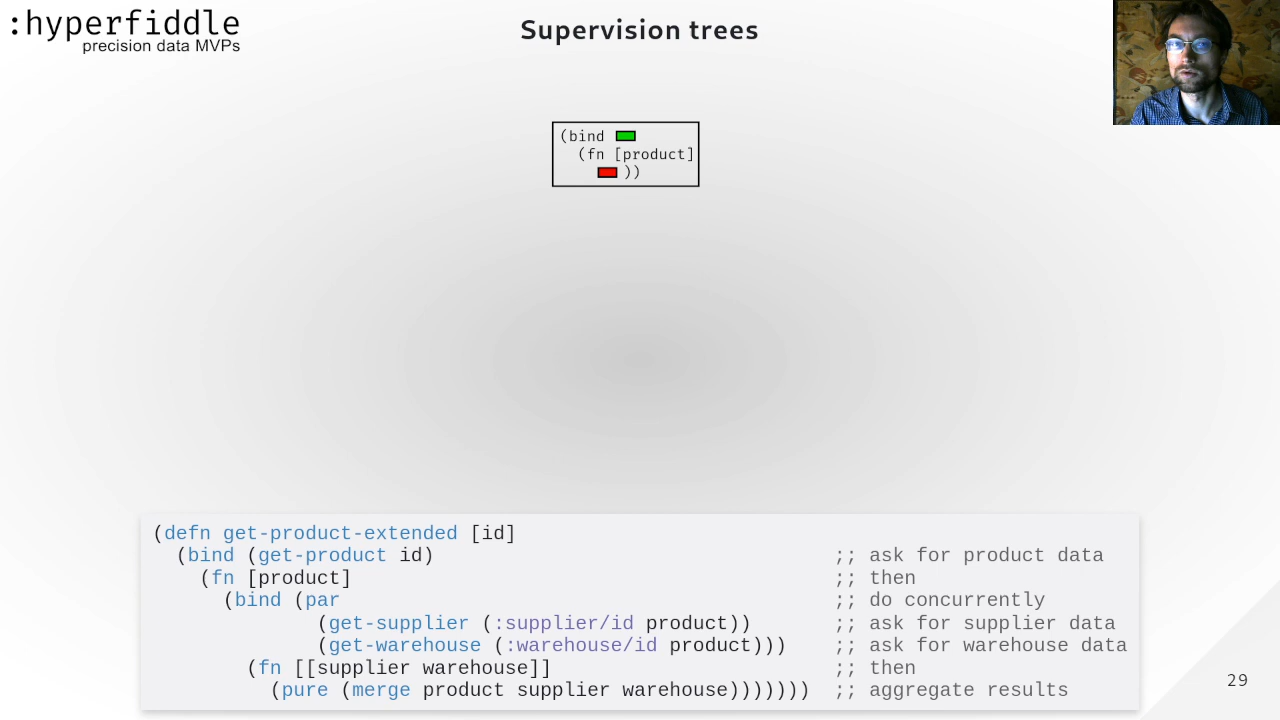 :hyperfiddle
precision data MVPs
Supervision trees
(bind
(fn [product]
))
(defn get-product-extended [id]
(bind (get-product id) ;; ask for product data
(fn [product] ;; then
(bind (par ;; do concurrently
(get-supplier (:supplier/id product)) ;; ask for supplier data
(get-warehouse (:warehouse/id product))) ;; ask for warehouse data
(fn [[supplier warehouse]] ;; then
(pure (merge product supplier warehouse))))))) ;; aggregate results
29